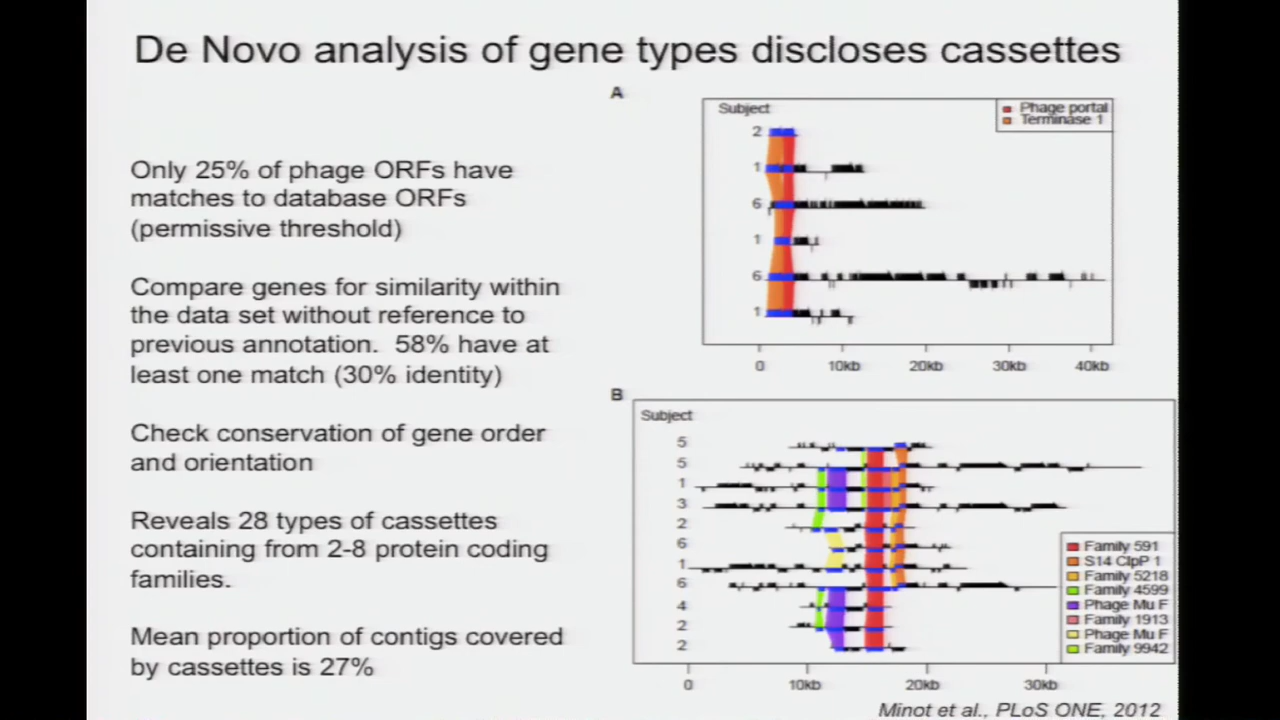 De Novo analysis of gene types discloses cassettes
Only 25% of phage ORFs have
matches to database ORFs
(permissive threshold)
Compare genes for similarity within
the data set without reference to
previous annotation.  58% have at
least one match (30% identity)
Check conservation of gene order
and orientation
Reveals 28 types of cassettes
containing from 2-8 protein coding
families.
Mean proportion of contigs covered
by cassettes is 27%
A
Subject
Phage portal
Terminase 1
2
1
6
1
6
1
0
10kb
20kb
30kb
40kb
B
Subject
5
5
1
3
2
6
1
6
4
2
2
Family 591
S14 ClpP 1
Family 5218
Family 4599
Phage Mu F
Family 1913
Phage Mu F
Family 9942
0
10kb
20kb
30kb
Minot et al., PLoS ONE, 2012